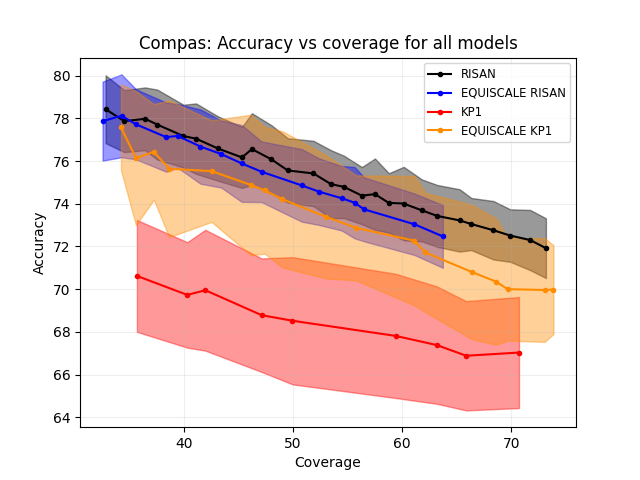 Compas: Accuracy vs coverage for all models
RISAN
EQUISCALE RISAN
KP1
EQUISCALE KP1
80
78
76
74
72
70
68
66
64
Accuracy
40
50
60
70
Coverage